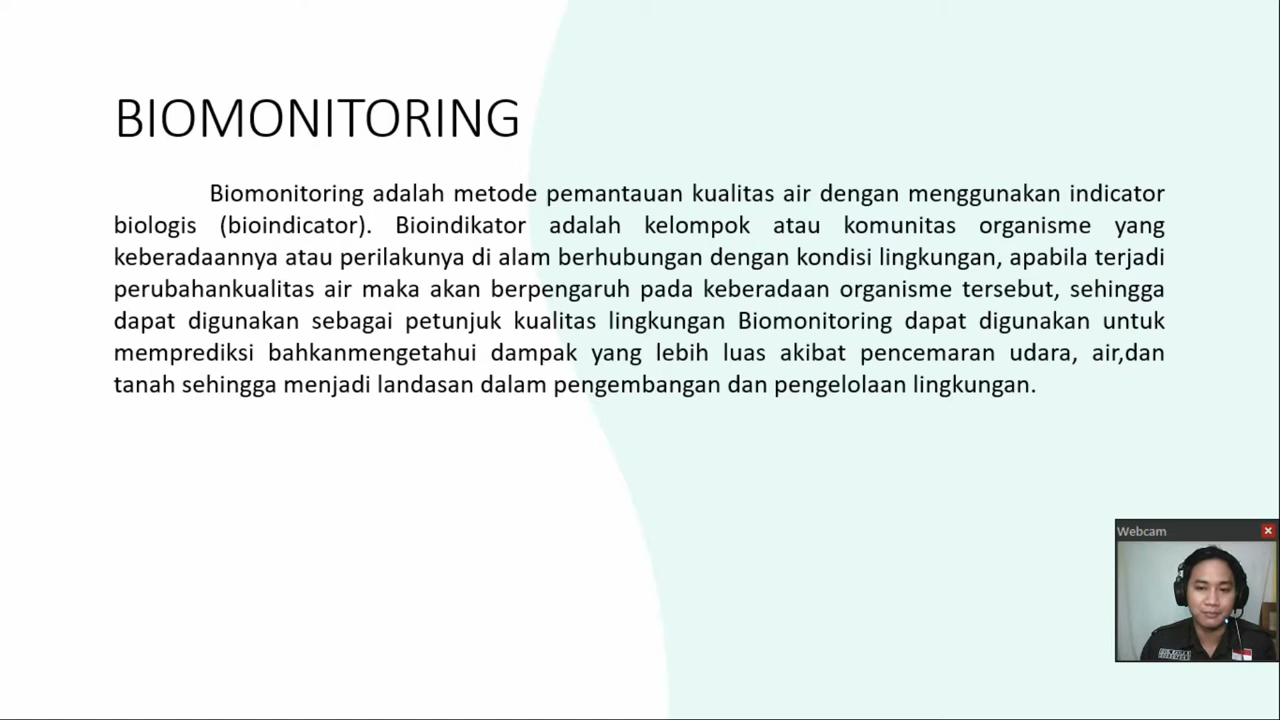 BIOMONITORING
Biomonitoring adalah metode pemantauan kualitas air dengan menggunakan indicator
biologis (bioindicator). Bioindikator adalah kelompok atau komunitas organisme yang
keberadaannya atau perilakunya di alam berhubungan dengan kondisi lingkungan, apabila terjadi
perubahankualitas air maka akan berpengaruh pada keberadaan organisme tersebut, sehingga
dapat digunakan sebagai petunjuk kualitas lingkungan Biomonitoring dapat digunakan untuk
memprediksi bahkanmengetahui dampak yang lebih luas akibat pencemaran udara, air,dan
tanah sehingga menjadi landasan dalam pengembangan dan pengelolaan lingkungan.
Webcam